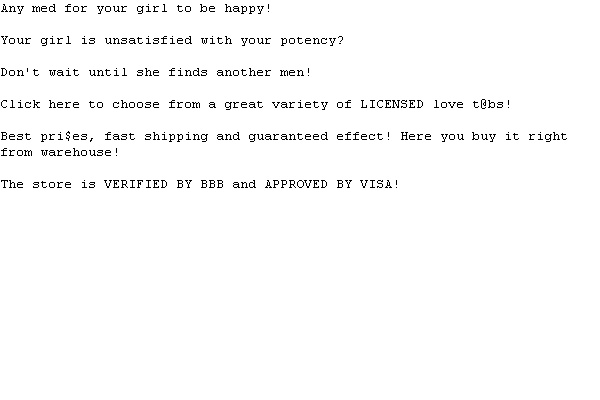 Any med for your girl to be happy!
Your girl is unsatisfied with your potency?
Don't wait until she finds another men!
Click here to choose from a great variety of LICENSED love t@bs!
Best pri$es, fast shipping and guaranteed effect! Here you buy it right
from warehouse!
The store is VERIFIED BY BBB and APPROVED BY VISA!